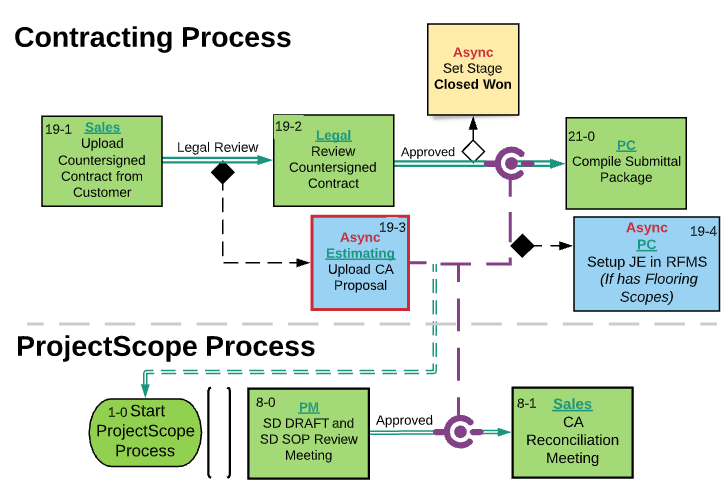 Contracting Process
Async
Set Stage
Closed Won
19-1 Sales
Upload
Countersigned
Contract from
Customer
Legal Review
19-2
Legal
Review
Countersigned
Contract
Approved
21-0
PC
Compile Submittal
Package
19-3
Async
Estimating
Upload CA
Proposal
Async 19-4
PC
Setup JE in RFMS
(If has Flooring
Scopes)
ProjectScope Process
1-0 Start
ProjectScope
Process
8-0
PM
SD DRAFT and
SD SOP Review
Meeting
Approved
8-1 Sales
CA
Reconciliation
Meeting